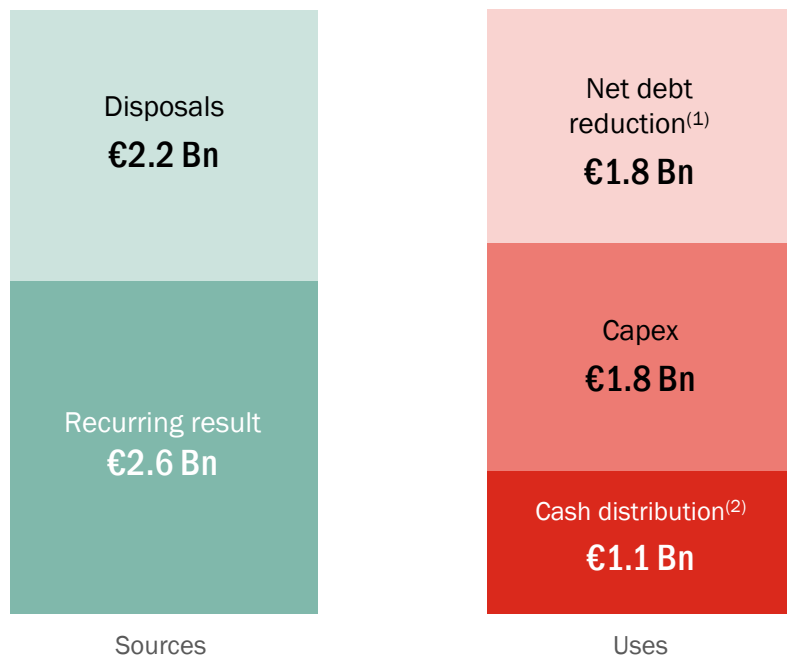 Disposals
€2.2 Bn
Recurring result
€2.6 Bn
Sources
Net debt
reduction(1)
€1.8 Bn
Capex
€1.8 Bn
Cash distribution(2)
€1.1 Bn
Uses